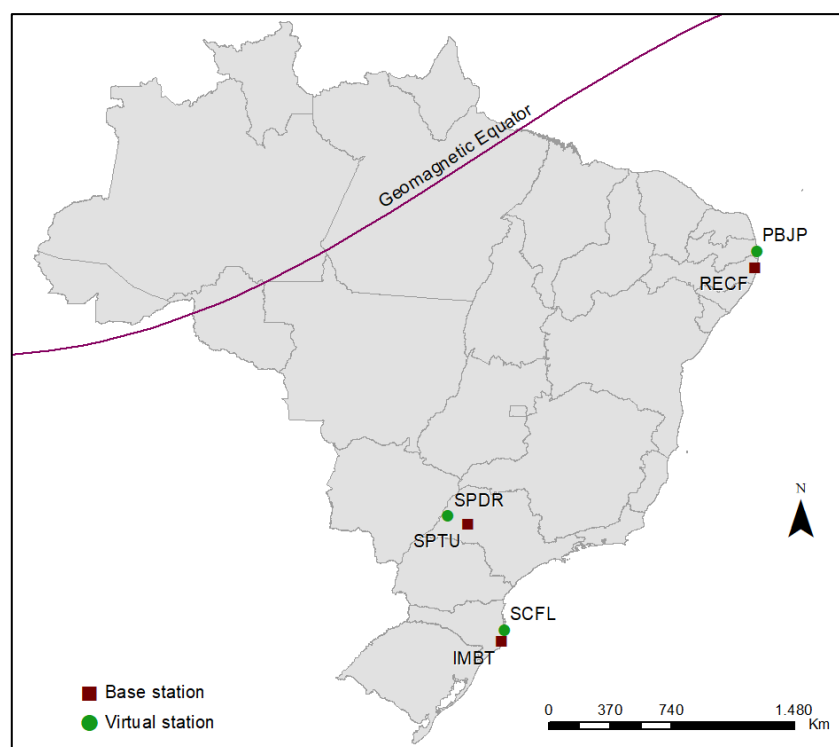 Geomagnetic Equator
PBJP
RECF
SPDR
SPTU
N
SCFL
IMBT
Base station
Virtual station
0 370 740 1.480
Km